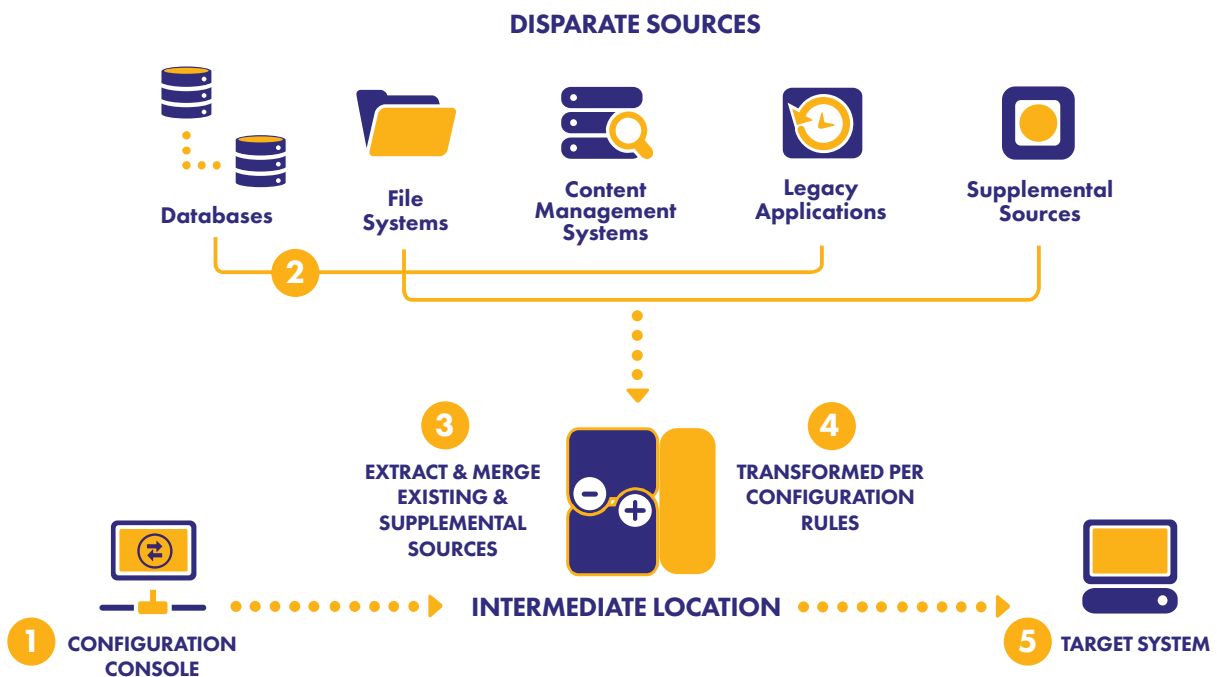 DISPARATE SOURCES
Databases
File
Systems
Content
Management
Systems
Legacy
Applications
Supplemental
Sources
2
3
EXTRACT & MERGE
EXISTING &
SUPPLEMENTAL
SOURCES
4
TRANSFORMED PER
CONFIGURATION
RULES
INTERMEDIATE LOCATION
1
CONFIGURATION
CONSOLE
5
TARGET SYSTEM